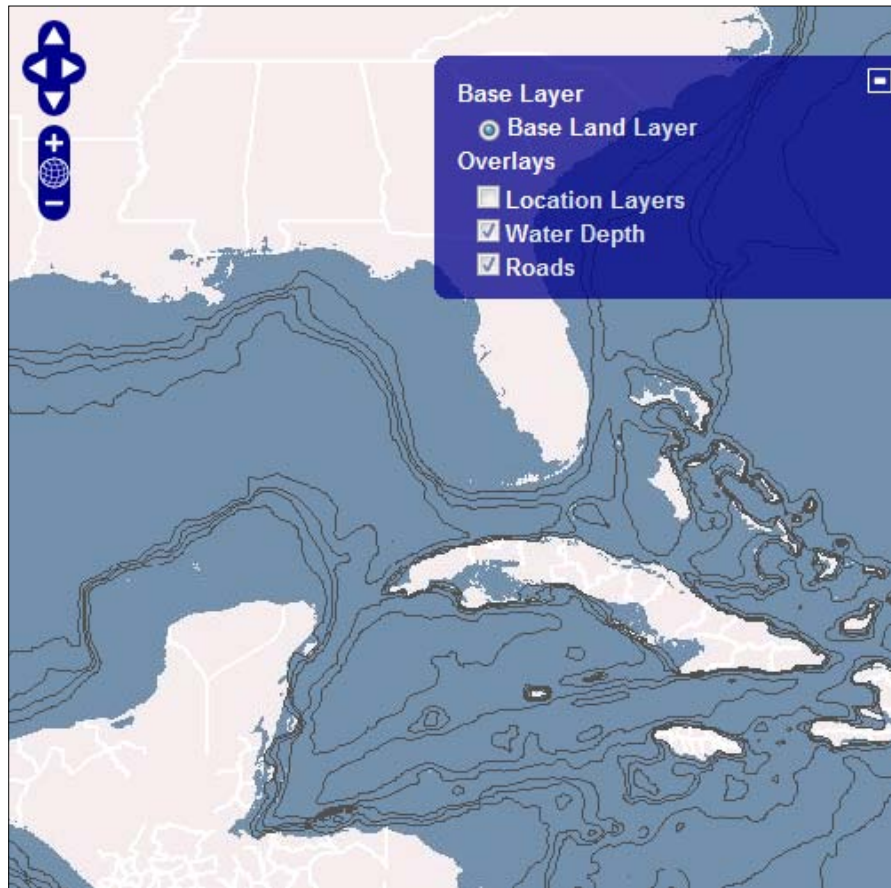 Base Layer
Base Land Layer
Overlays
Location Layers
Water Depth
Roads